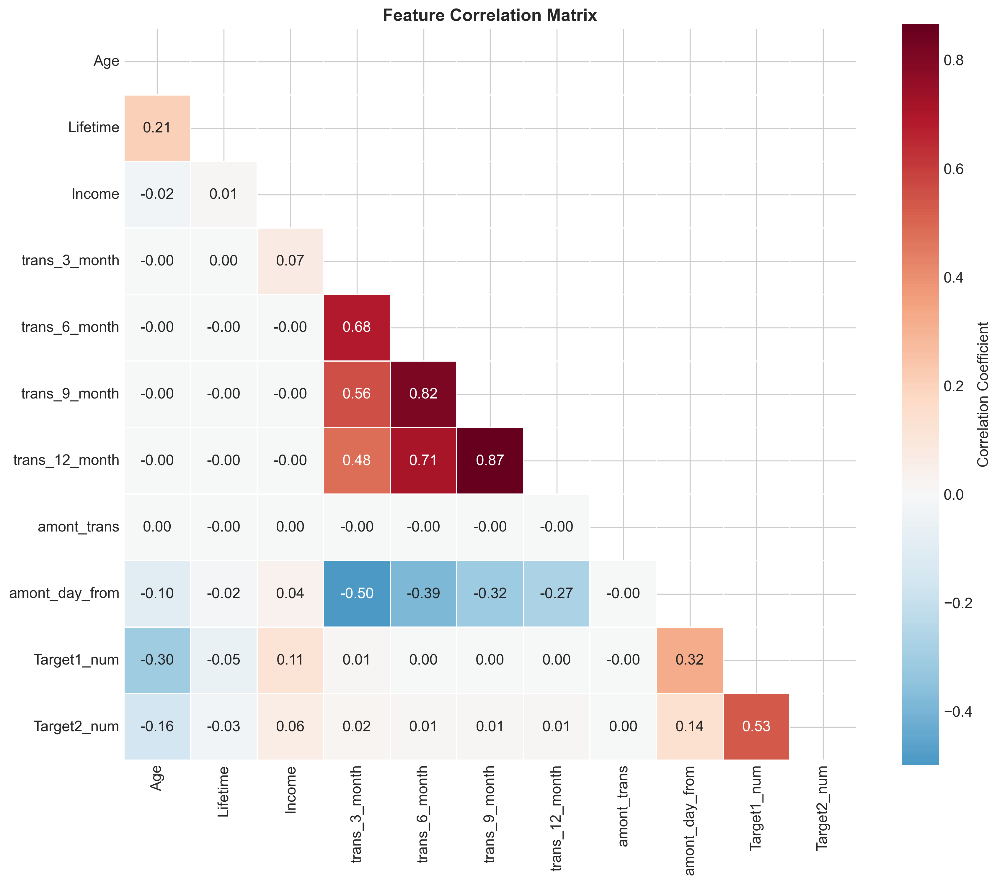 Feature Correlation Matrix
Age
Lifetime 0.21
Income -0.02 0.01
trans_3_month -0.00 0.00 0.07
trans_6_month -0.00 -0.00 -0.00 0.68
trans_9_month -0.00 -0.00 -0.00 0.56 0.82
trans_12_month -0.00 -0.00 -0.00 0.48 0.71 0.87
amont_trans 0.00 -0.00 0.00 -0.00 -0.00 -0.00 -0.00
amont_day_from -0.10 -0.02 0.04 -0.50 -0.39 -0.32 -0.27 -0.00
Target1_num -0.30 -0.05 0.11 0.01 0.00 0.00 0.00 -0.00 0.32
Target2_num -0.16 -0.03 0.06 0.02 0.01 0.01 0.01 0.00 0.14 0.53
Age
Lifetime
Income
trans_3_month
trans_6_month
trans_9_month
trans_12_month
amont_trans
amont_day_from
Target1_num
Target2_num
0.8
0.6
0.4
0.2
0.0
−0.2
−0.4
Correlation Coefficient